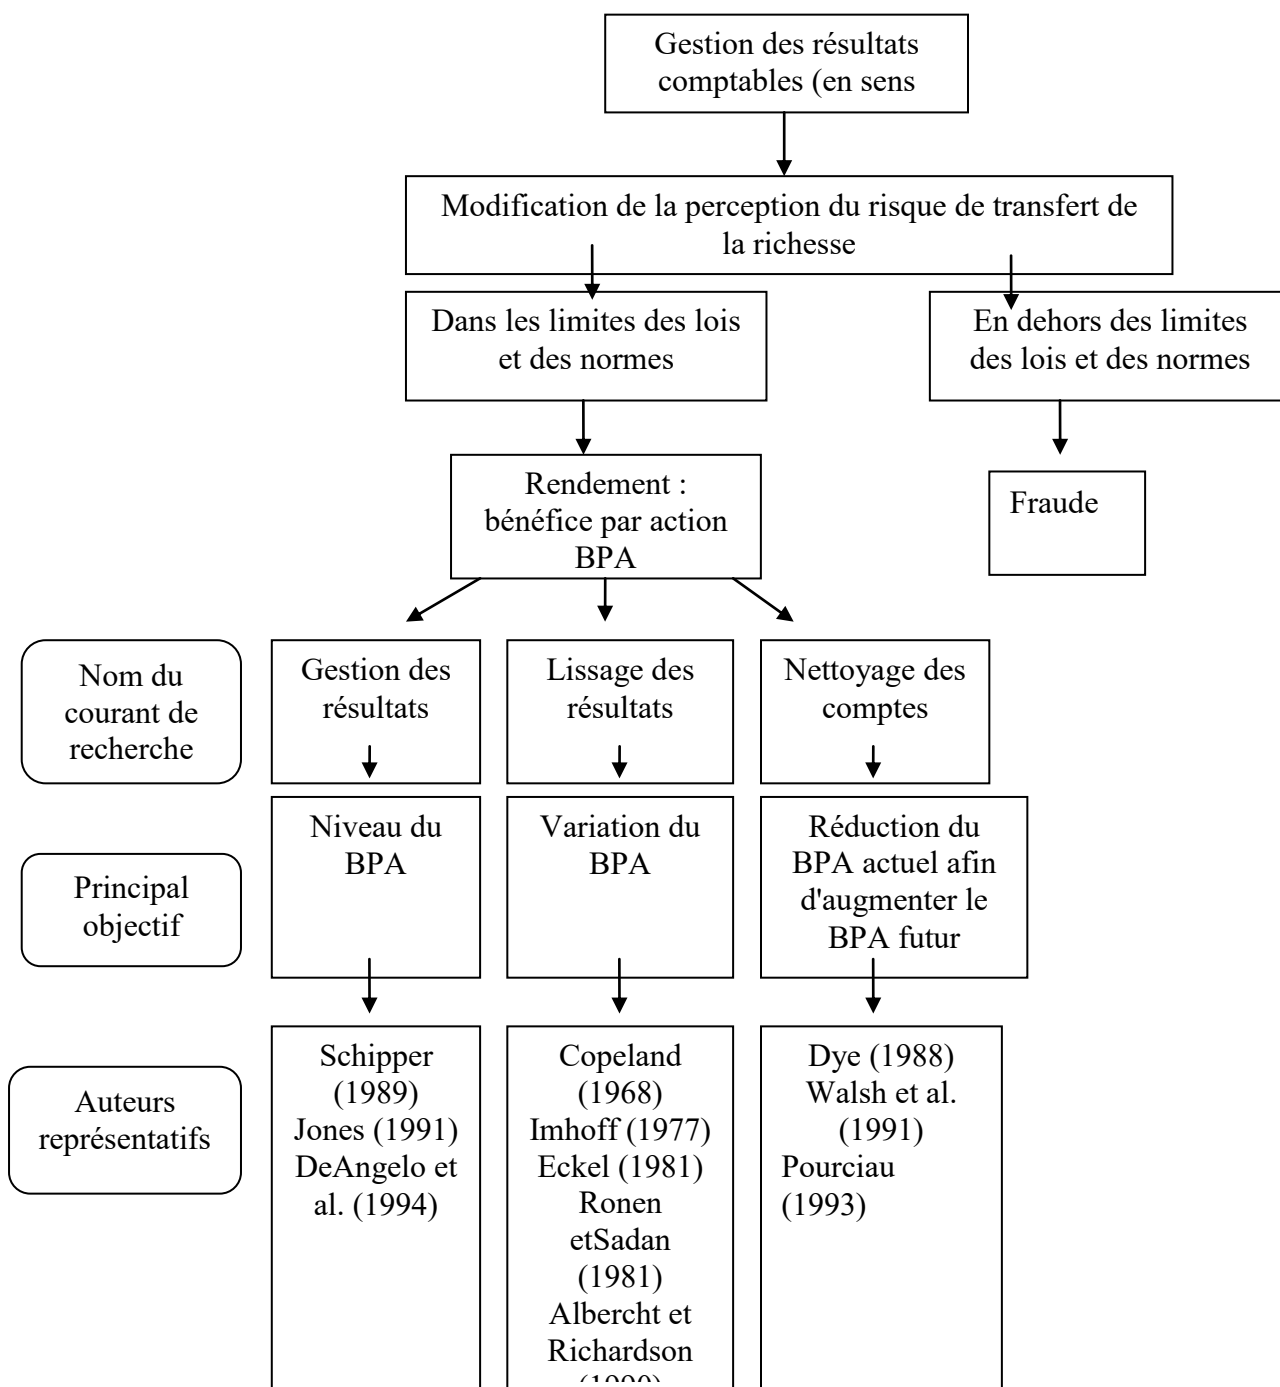 Gestion des résultats
comptables (en sens
Modification de la perception du risque de transfert de
la richesse
Dans les limites des lois
et des normes
En dehors des limites
des lois et des normes
Rendement :
bénéfice par action
BPA
Fraude
Nom du
courant de
recherche
Gestion des
résultats
Lissage des
résultats
Nettoyage des
comptes
Principal
objectif
Niveau du
BPA
Variation du
BPA
Réduction du
BPA actuel afin
d'augmenter le
BPA futur
Auteurs
représentatifs
Schipper
(1989)
Jones (1991)
DeAngelo et
al. (1994)
Copeland
(1968)
Imhoff (1977)
Eckel (1981)
Ronen
etSadan
(1981)
Albercht et
Richardson
Dye (1988)
Walsh et al.
(1991)
Pourciau
(1993)